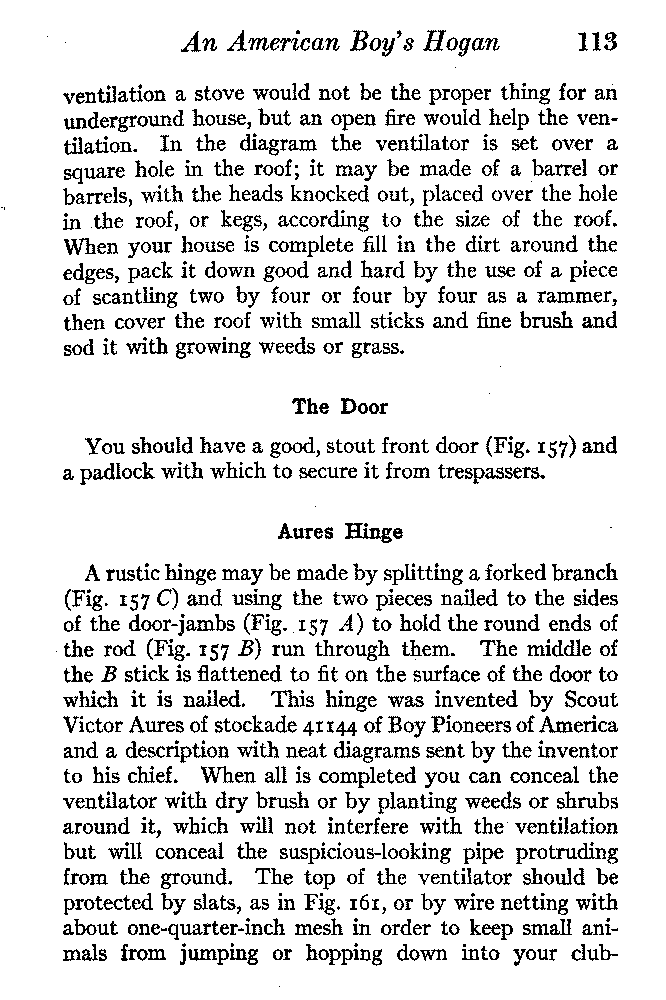 An American Boy's Hogan 113
ventilation a stove would not be the proper thing for an
underground house, but an open fire would help the ven-
tilation. In the diagram the ventilator is set over a
square hole in the roof; it may be made of a barrel or
barrels, with the heads knocked out, placed over the hole
in the roof, or kegs, according to the size of the roof.
When your house is complete fill in the dirt around the
edges, pack it down good and hard by the use of a piece
of scantling two by four or four by four as a rammer,
then cover the roof with small sticks and fine brush and
sod it with growing weeds or grass.
The Door
You should have a good, stout front door (Fig. 157) and
a padlock with which to secure it from trespassers.
Aures Hinge
A rustic hinge may be made by splitting a forked branch
(Fig. 157 C) and using the two pieces nailed to the sides
of the door-jambs (Fig. 157 A) to hold the round ends of
the rod (Fig. 157 B) run through them. The middle of
the B stick is flattened to fit on the surface of the door to
which it is nailed. This hinge was invented by Scout
Victor Aures of stockade 41144 of Boy Pioneers of America
and a description with neat diagrams sent by the inventor
to his chief. When all is completed you can conceal the
ventilator with dry brush or by planting weeds or shrubs
around it, which will not interfere with the ventilation
but will conceal the suspicious-looking pipe protruding
from the ground. The top of the ventilator should be
protected by slats, as in Fig. 161, or by wire netting with
about one-quarter-inch mesh in order to keep small ani-
mals from jumping or hopping down into your club-